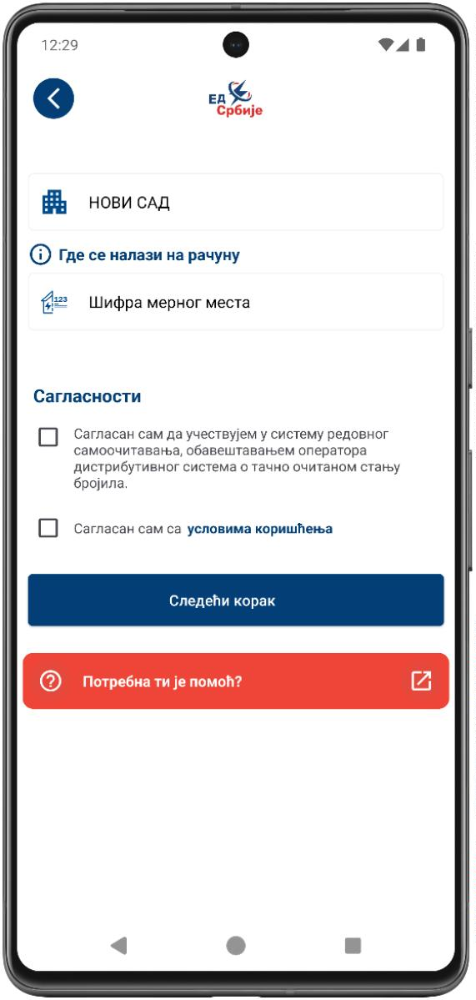 12:29
ЕД
Србије
НОВИ САД
Где се налази на рачуну
123
Шифра мерног места
Сагласности
Сагласан сам да учествујем у систему редовног
самоочитавања, обавештавањем оператора
дистрибутивног система о тачно очитаном стању
бројила.
Сагласан сам са условима коришћења
Следећи корак
Потребна ти је помоћ?